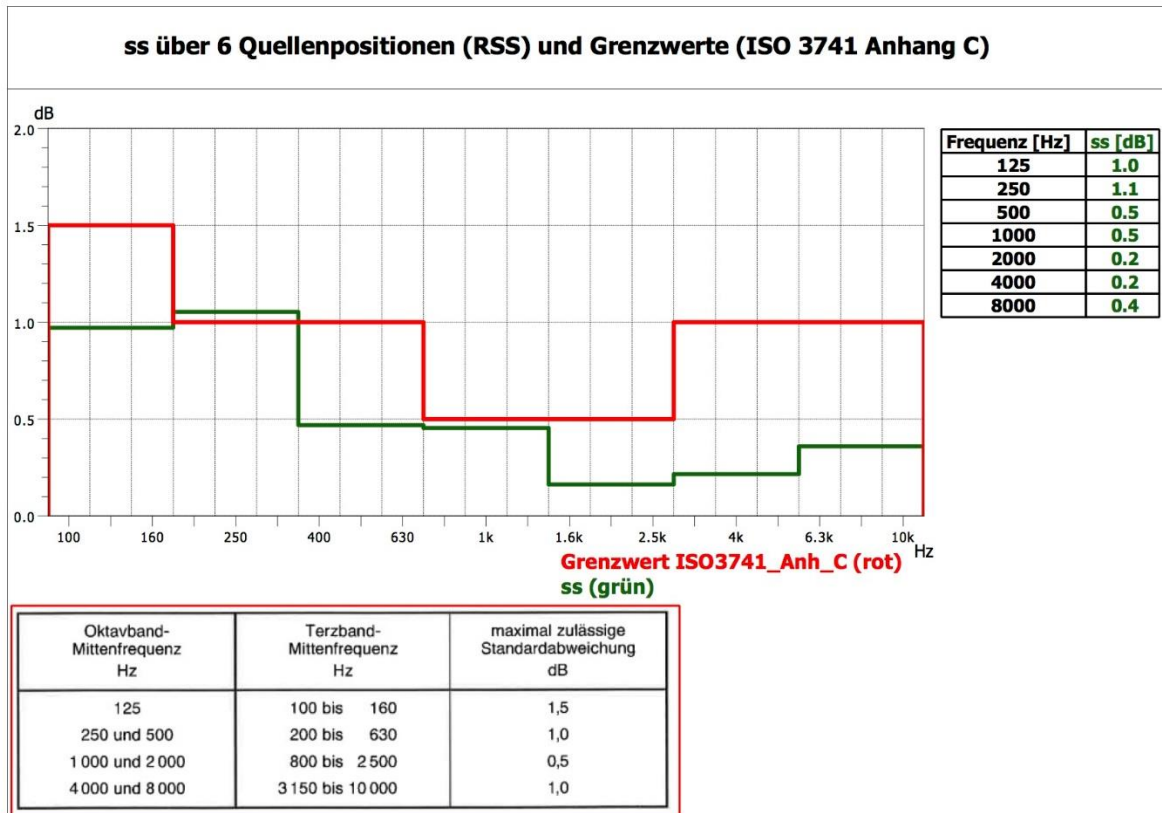 ss über 6 Quellenpositionen (RSS) und Grenzwerte (ISO 3741 Anhang C)
dB
2.0
1.5
1.0
0.5
0.0
100 160 250 400 630 1k 1.6k 2.5k 4k 6.3k 10k
Hz
Grenzwert ISO3741_Anh_C (rot)
ss (grün)
Frequenz [Hz] ss [dB]
125 1.0
250 1.1
500 0.5
1000 0.5
2000 0.2
4000 0.2
8000 0.4
Oktavband- Terzband- maximal zulässige
Mittenfrequenz Mittenfrequenz Standardabweichung
Hz Hz dB
125 100 bis 160 1,5
250 und 500 200 bis 630 1,0
1 000 und 2 000 800 bis 2 500 0,5
4 000 und 8 000 3 150 bis 10 000 1,0